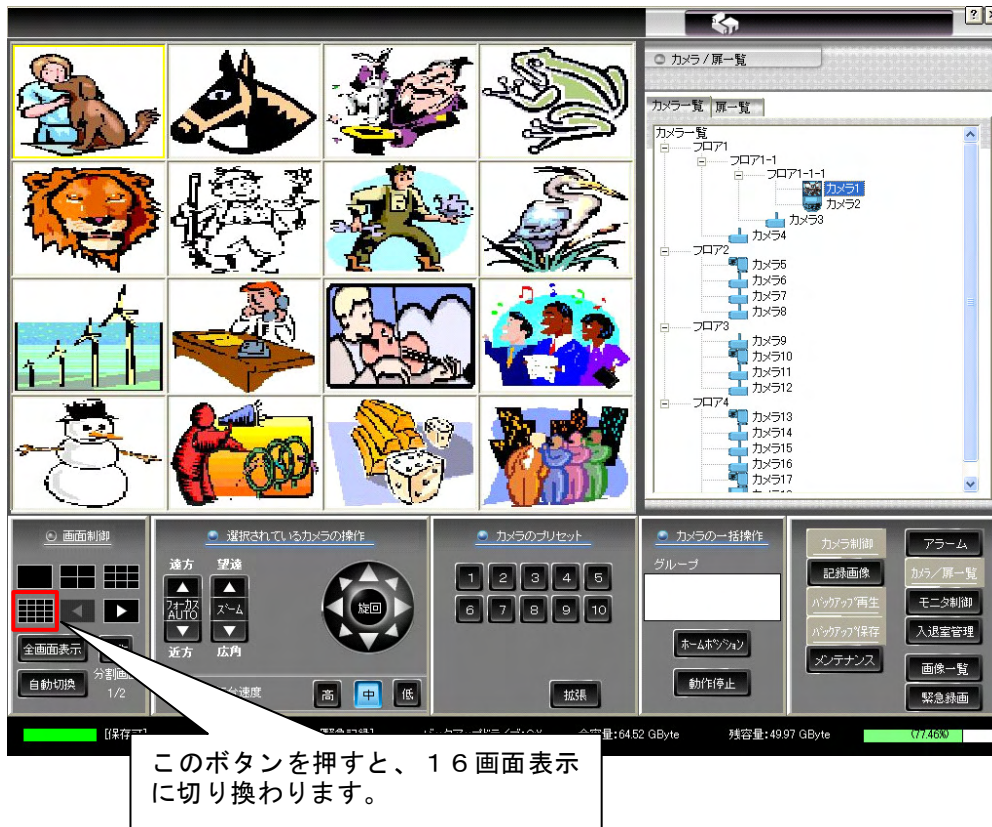 ?
カメラ / 扉一覧
カメラ一覧 扉一覧
カメラ一覧
フロア1
フロア1-1
フロア1-1-1
カメラ1
カメラ2
カメラ3
カメラ4
フロア2
カメラ5
カメラ6
カメラ7
カメラ8
フロア3
カメラ9
カメラ10
カメラ11
カメラ12
フロア4
カメラ13
カメラ14
カメラ15
カメラ16
カメラ17
画面制御
全画面表示
自動切換
分割画面
1/2
選択されているカメラの操作
遠方 望遠
フォーカス
AUTO
ズーム
近方 広角
旋回
台速度
高 中 低
カメラのプリセット
1 2 3 4 5
6 7 8 9 10
拡張
カメラの一括操作
グループ
ホームポジション
動作停止
カメラ制御 アラーム
記録画像 カメラ/扉一覧
バックアップ再生 モニタ制御
バックアップ保存 入退室管理
メンテナンス 画像一覧
緊急録画
[保存可]
容量:64.52 GByte 残容量:49.97 GByte (77.46%)
このボタンを押すと、１６画面表示
に切り換わります。